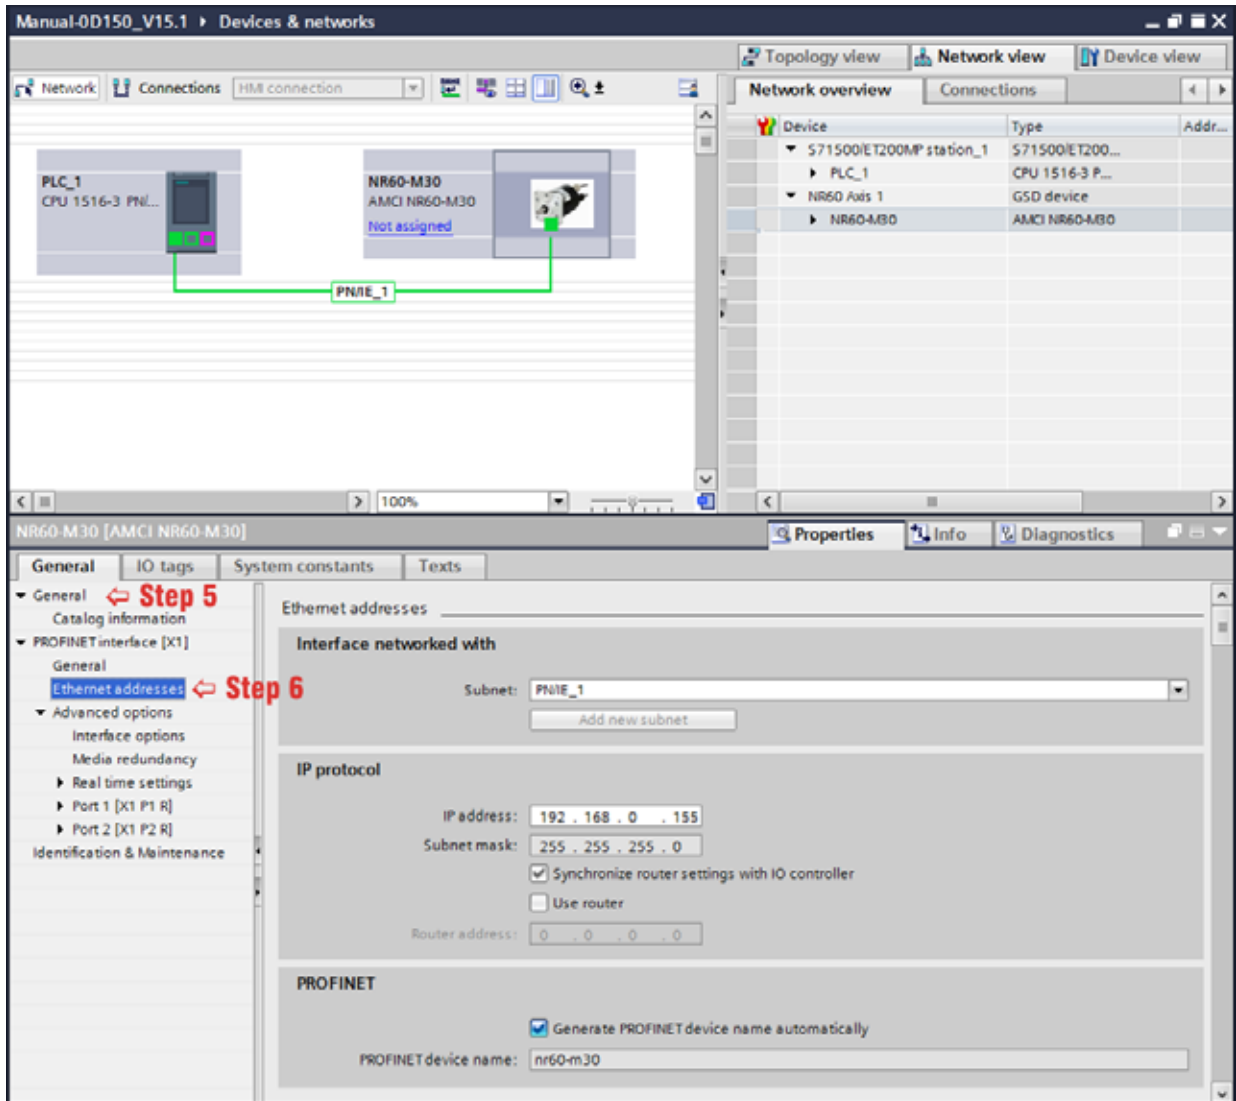 Manual-0D150_V15.1 ▸ Devices & networks
Topology view Network view Device view
Network Connections HMI connection
Network overview Connections
Device Type Addr...
S71500/ET200MP station_1 S71500/ET200...
PLC_1 CPU 1516-3 P...
NR60 Axis 1 GSD device
NR60-M30 AMCI NR60-M30
PLC_1
CPU 1516-3 PN/...
NR60-M30
AMCI NR60-M30
Not assigned
PN/IE_1
100%
NR60-M30 [AMCI NR60-M30]
Properties Info Diagnostics
General IO tags System constants Texts
General ⇦ Step 5
Catalog information
PROFINET interface [X1]
General
Ethernet addresses ⇦ Step 6
Advanced options
Interface options
Media redundancy
Real time settings
Port 1 [X1 P1 R]
Port 2 [X1 P2 R]
Identification & Maintenance
Ethernet addresses
Interface networked with
Subnet: PN/IE_1
Add new subnet
IP protocol
IP address: 192 . 168 . 0 . 155
Subnet mask: 255 . 255 . 255 . 0
Synchronize router settings with IO controller
Use router
Router address: 0 . 0 . 0 . 0
PROFINET
Generate PROFINET device name automatically
PROFINET device name: nr60-m30